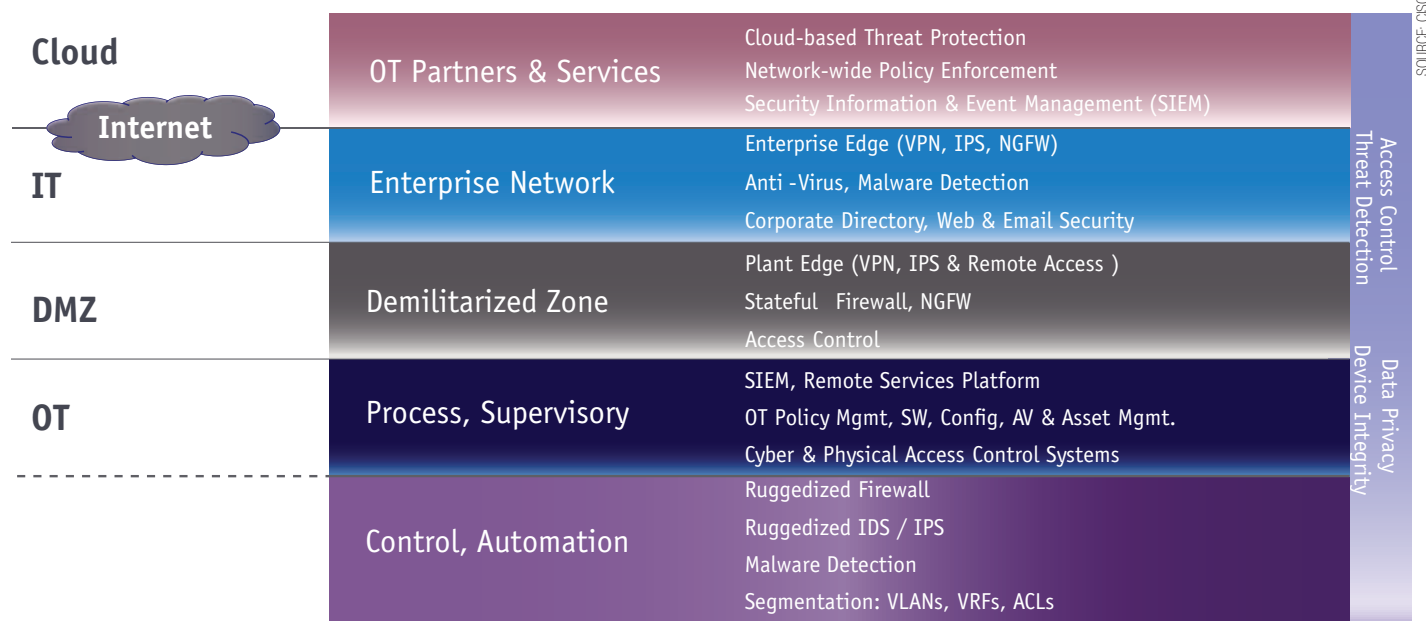 Cloud
OT Partners & Services
Cloud-based Threat Protection
Network-wide Policy Enforcement
Security Information & Event Management (SIEM)
Internet
IT
Enterprise Network
Enterprise Edge (VPN, IPS, NGFW)
Anti -Virus, Malware Detection
Corporate Directory, Web & Email Security
DMZ
Demilitarized Zone
Plant Edge (VPN, IPS & Remote Access )
Stateful Firewall, NGFW
Access Control
OT
Process, Supervisory
SIEM, Remote Services Platform
OT Policy Mgmt, SW, Config, AV & Asset Mgmt.
Cyber & Physical Access Control Systems
Control, Automation
Ruggedized Firewall
Ruggedized IDS / IPS
Malware Detection
Segmentation: VLANs, VRFs, ACLs
Access Control
Threat Detection
Data Privacy
Device Integrity
SOURCE: